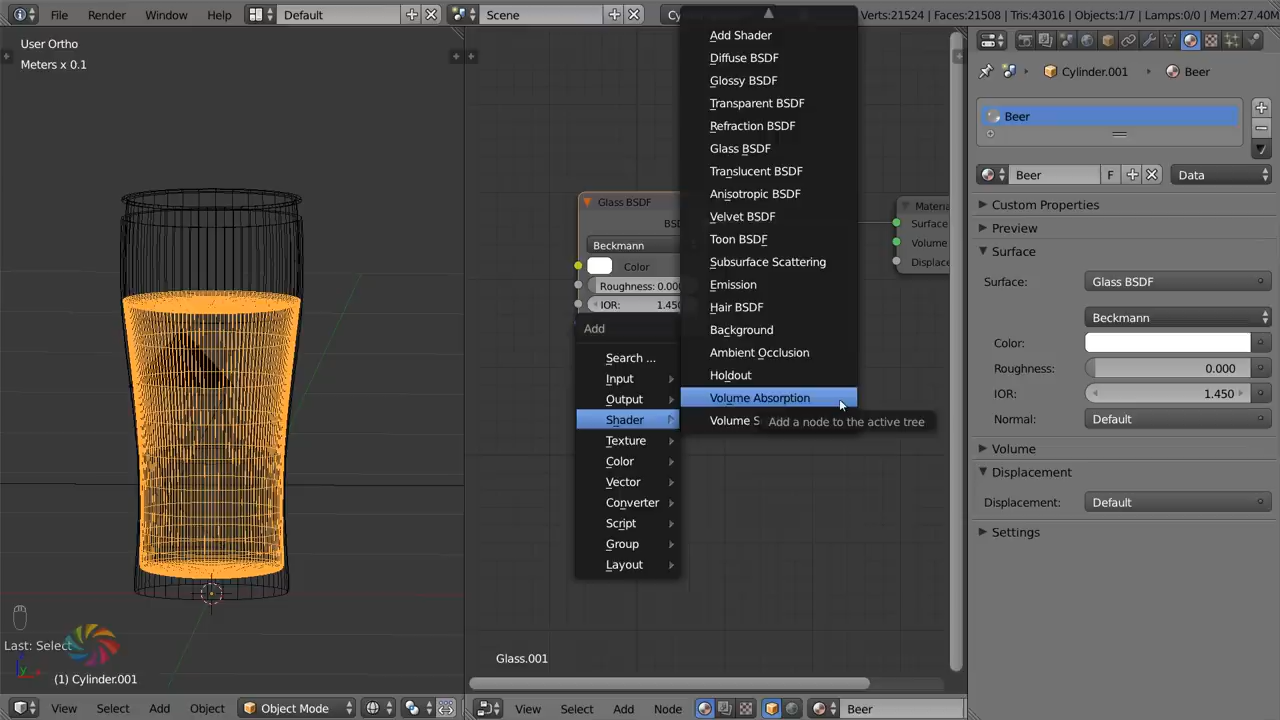 File Render Window Help Default Scene Cy Verts:21524 | Faces:21508 | Tris:43016 | Objects:1/7 | Lamps:0/0 | Mem:27.40M
User Ortho
Meters x 0.1
Last: Select
(1) Cylinder.001
View Select Add Object Object Mode
Glass BSDF
BSD
Beckmann
Color
Roughness: 0.000
IOR: 1.450
Add
Search ...
Input
Output
Shader
Texture
Color
Vector
Converter
Script
Group
Layout
Add Shader
Diffuse BSDF
Glossy BSDF
Transparent BSDF
Refraction BSDF
Glass BSDF
Translucent BSDF
Anisotropic BSDF
Velvet BSDF
Toon BSDF
Subsurface Scattering
Emission
Hair BSDF
Background
Ambient Occlusion
Holdout
Volume Absorption
Volume S
Add a node to the active tree
Materia
Surface
Volume
Displace
Glass.001
View Select Add Node Beer
Cylinder.001 Beer
Beer
Beer F Data
Custom Properties
Preview
Surface
Surface: Glass BSDF
Beckmann
Color:
Roughness: 0.000
IOR: 1.450
Normal: Default
Volume
Displacement
Displacement: Default
Settings